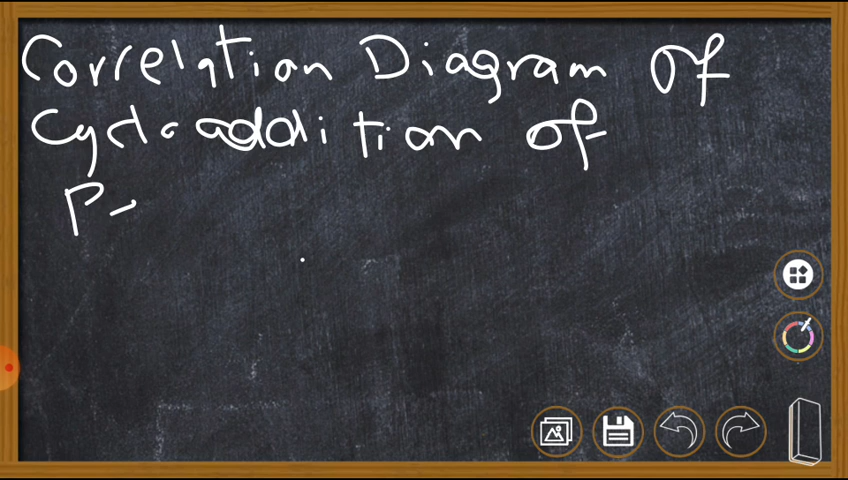 Correlation Diagram of
Cycloaddition of
P-